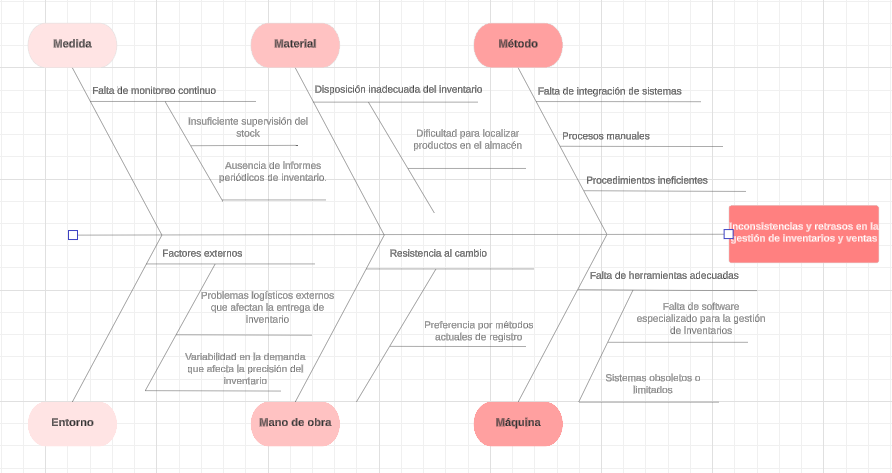 Medida
Material
Método
Falta de monitoreo continuo
Insuficiente supervisión del
stock
Ausencia de informes
periódicos de inventario.
Disposición inadecuada del inventario
Dificultad para localizar
productos en el almacén
Falta de integración de sistemas
Procesos manuales
Procedimientos ineficientes
Inconsistencias y retrasos en la
gestión de inventarios y ventas
Factores externos
Problemas logísticos externos
que afectan la entrega de
inventario
Variabilidad en la demanda
que afecta la precisión del
inventario
Resistencia al cambio
Preferencia por métodos
actuales de registro
Falta de herramientas adecuadas
Falta de software
especializado para la gestión
de inventarios
Sistemas obsoletos o
limitados
Entorno
Mano de obra
Máquina